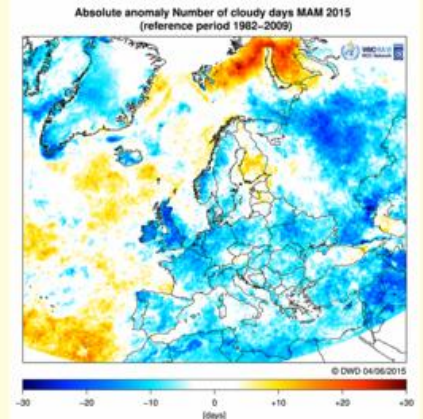 Absolute anomaly Number of cloudy days MAM 2015
(reference period 1982–2009)
© DWD 04/06/2015
−30 −20 −10 0 +10 +20 +30
[days]